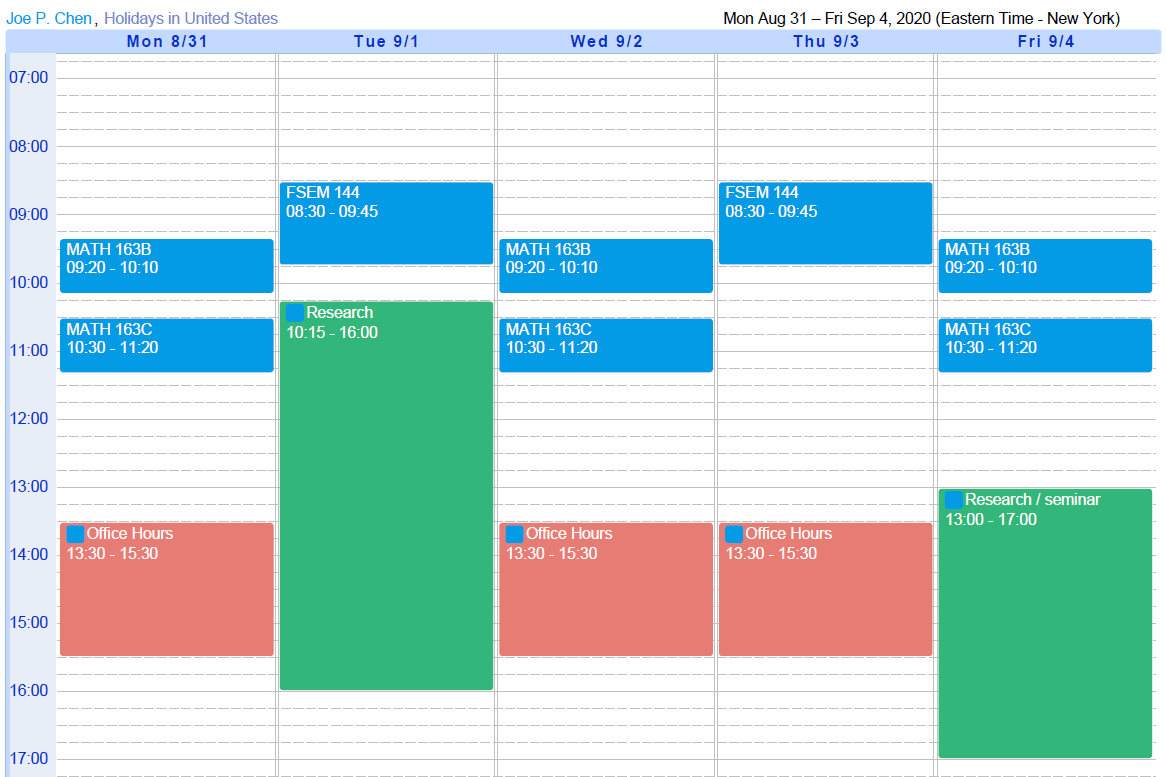 Joe P. Chen, Holidays in United States
Mon Aug 31 – Fri Sep 4, 2020 (Eastern Time - New York)
Mon 8/31
Tue 9/1
Wed 9/2
Thu 9/3
Fri 9/4
07:00
08:00
09:00
10:00
11:00
12:00
13:00
14:00
15:00
16:00
17:00
MATH 163B
09:20 - 10:10
MATH 163C
10:30 - 11:20
Office Hours
13:30 - 15:30
FSEM 144
08:30 - 09:45
Research
10:15 - 16:00
MATH 163B
09:20 - 10:10
MATH 163C
10:30 - 11:20
Office Hours
13:30 - 15:30
FSEM 144
08:30 - 09:45
Office Hours
13:30 - 15:30
MATH 163B
09:20 - 10:10
MATH 163C
10:30 - 11:20
Research / seminar
13:00 - 17:00